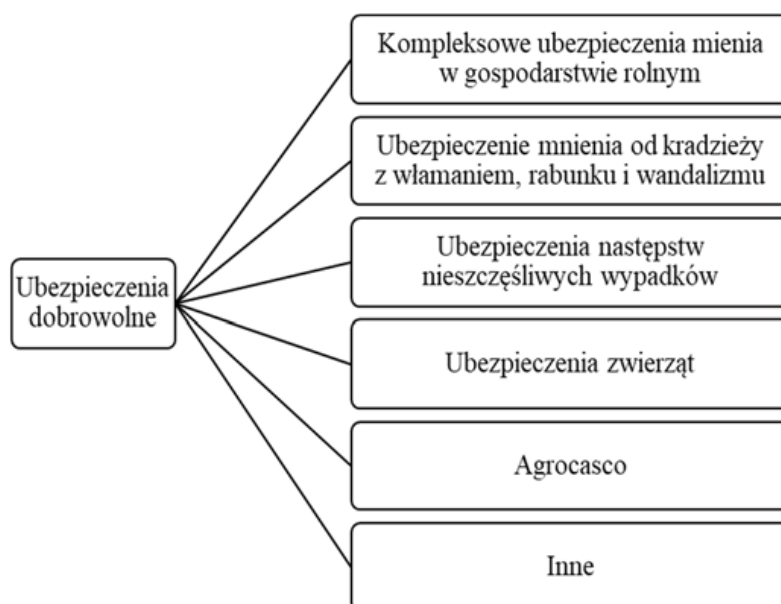 Kompleksowe ubezpieczenia mienia
w gospodarstwie rolnym
Ubezpieczenie mnienia od kradzieży
z włamaniem, rabunku i wandalizmu
Ubezpieczenia następstw
nieszczęśliwych wypadków
Ubezpieczenia
dobrowolne
Ubezpieczenia zwierząt
Agrocasco
Inne